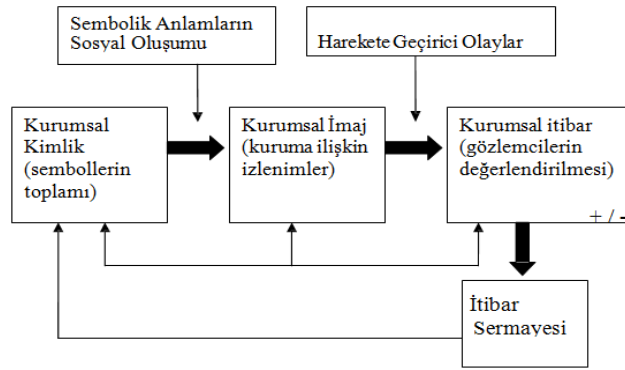 Sembolik Anlamların
Sosyal Oluşumu
Harekete Geçirici Olaylar
Kurumsal
Kimlik
(sembollerin
toplamı)
Kurumsal İmaj
(kuruma ilişkin
izlenimler)
Kurumsal itibar
(gözlemcilerin
değerlendirilmesi)
+ / -
İtibar
Sermayesi